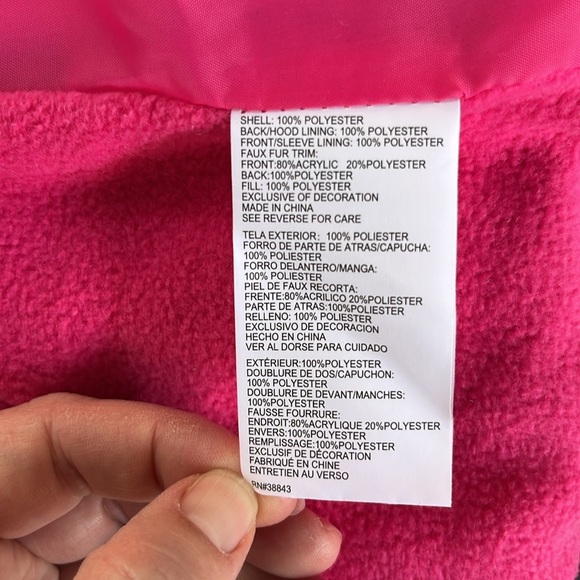 SHELL: 100% POLYESTER
BACK/HOOD LINING: 100% POLYESTER
FRONT/SLEEVE LINING: 100% POLYESTER
FAUX FUR TRIM:
FRONT:80%ACRYLIC 20%POLYESTER
BACK:100%POLYESTER
FILL: 100% POLYESTER
EXCLUSIVE OF DECORATION
MADE IN CHINA
SEE REVERSE FOR CARE
TELA EXTERIOR: 100% POLIESTER
FORRO DE PARTE DE ATRAS/CAPUCHA:
100% POLIESTER
FORRO DELANTERO/MANGA:
100% POLIESTER
PIEL DE FAUX RECORTA:
FRENTE:80%ACRILICO 20%POLIESTER
PARTE DE ATRAS:100%POLIESTER
RELLENO: 100% POLIESTER
EXCLUSIVO DE DECORACION
HECHO EN CHINA
VER AL DORSE PARA CUIDADO
EXTÉRIEUR:100%POLYESTER
DOUBLURE DE DOS/CAPUCHON:
100% POLYESTER
DOUBLURE DE DEVANT/MANCHES:
100%POLYESTER
FAUSSE FOURRURE:
ENDROIT:80%ACRYLIQUE 20%POLYESTER
ENVERS:100%POLYESTER
REMPLISSAGE:100%POLYESTER
EXCLUSIF DE DÉCORATION
FABRIQUÉ EN CHINE
ENTRETIEN AU VERSO
RN#38843